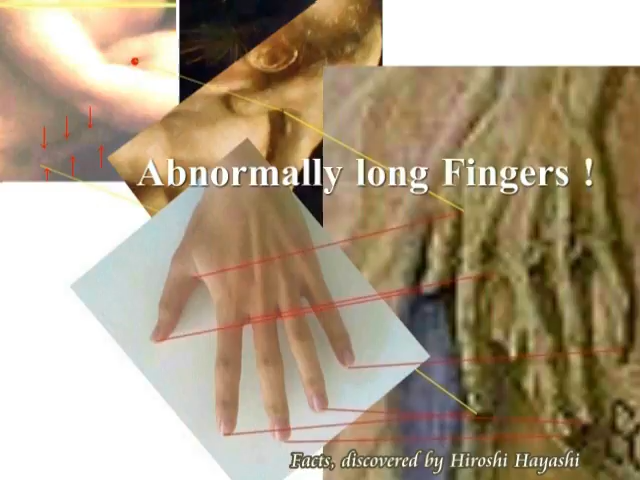 Abnormally long Fingers !
Facts, discovered by Hiroshi Hayashi